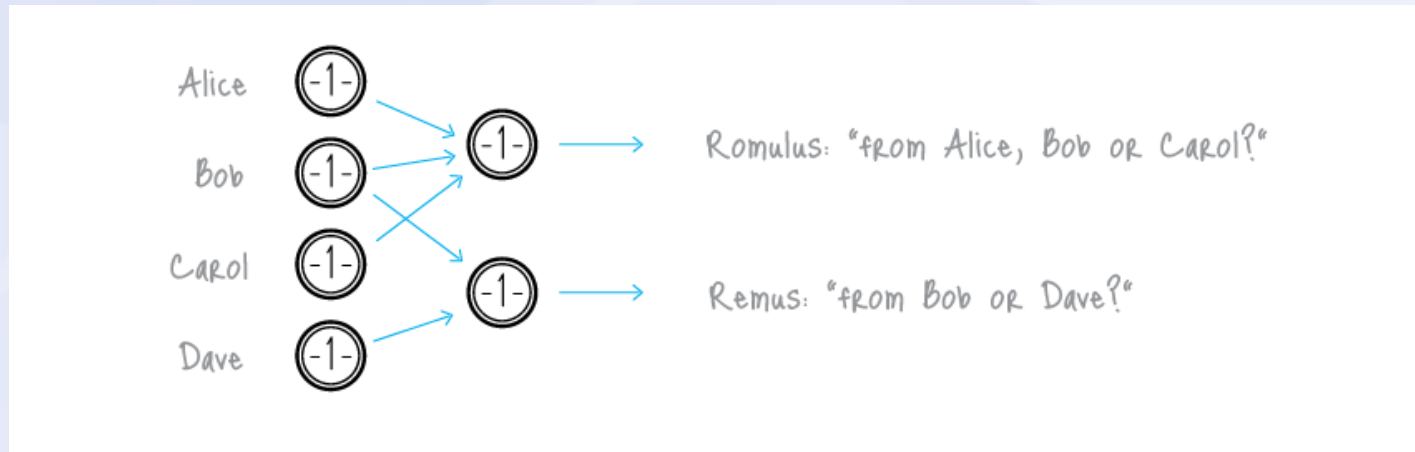 Alice
-1-
-1-
Romulus: "from Alice, Bob or Carol?"
Bob
-1-
Carol
-1-
-1-
Remus: "from Bob or Dave?"
Dave
-1-